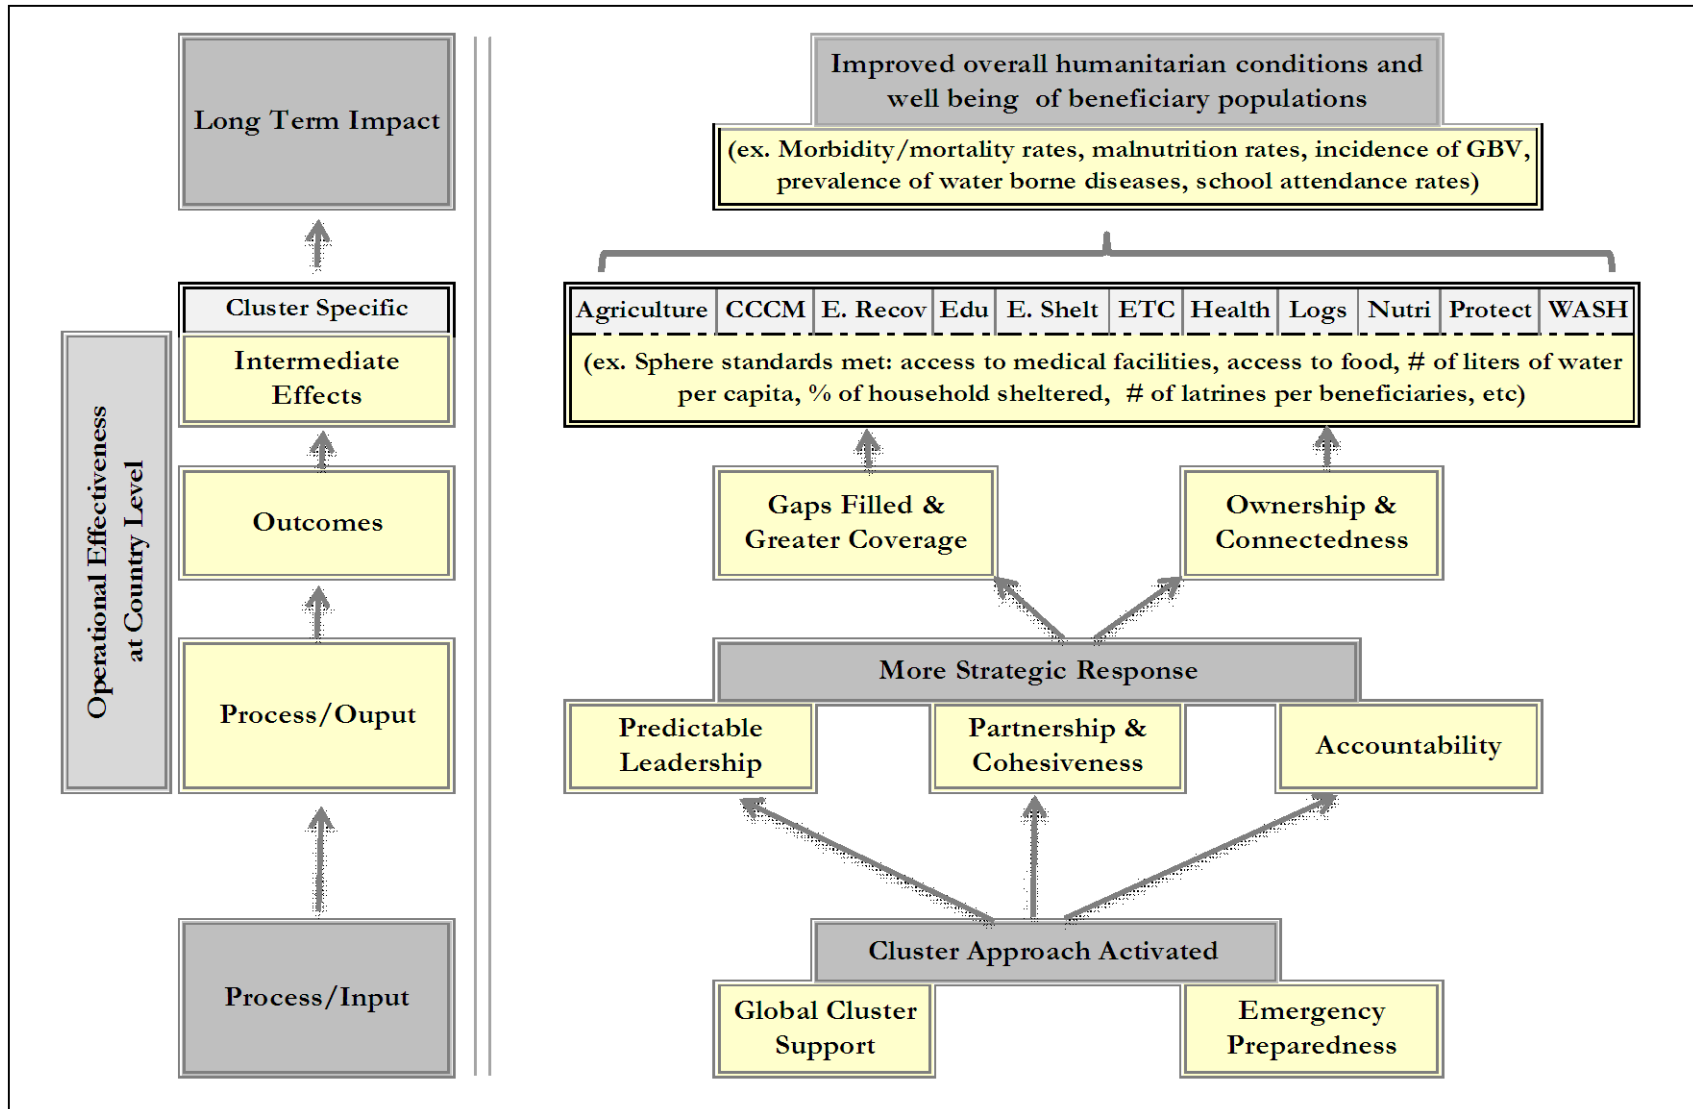 Long Term Impact
Improved overall humanitarian conditions and
well being of beneficiary populations
(ex. Morbidity/mortality rates, malnutrition rates, incidence of GBV,
prevalence of water borne diseases, school attendance rates)
Operational Effectiveness
at Country Level
Cluster Specific
Intermediate
Effects
Agriculture CCCM E. Recov Edu E. Shelt ETC Health Logs Nutri Protect WASH
(ex. Sphere standards met: access to medical facilities, access to food, # of liters of water
per capita, % of household sheltered, # of latrines per beneficiaries, etc)
Outcomes
Gaps Filled &
Greater Coverage
Ownership &
Connectedness
Process/Ouput
More Strategic Response
Predictable
Leadership
Partnership &
Cohesiveness
Accountability
Process/Input
Cluster Approach Activated
Global Cluster
Support
Emergency
Preparedness